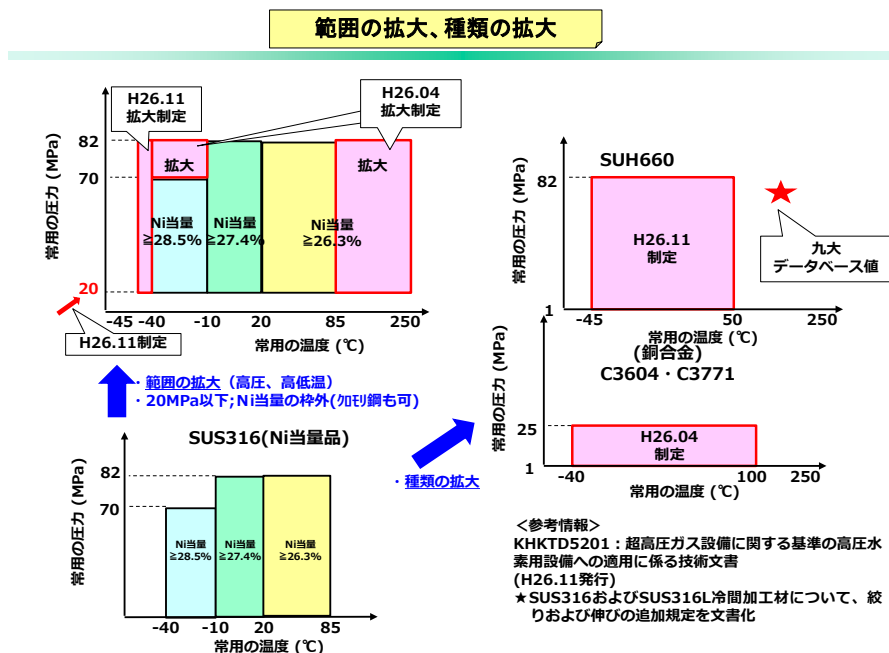 範囲の拡大、種類の拡大
H26.11
拡大制定
H26.04
拡大制定
常用の圧力 (MPa)
82
70
20
拡大
拡大
Ni当量
≧28.5%
Ni当量
≧27.4%
Ni当量
≧26.3%
-45
-40
-10
20
85
250
常用の温度 (℃)
H26.11制定
・範囲の拡大（高圧、高低温）
・20MPa以下;Ni当量の枠外(ｸﾛﾓﾘ鋼も可)
SUS316(Ni当量品)
常用の圧力 (MPa)
82
70
Ni当量
≧28.5%
Ni当量
≧27.4%
Ni当量
≧26.3%
-40
-10
20
85
常用の温度 (℃)
・種類の拡大
SUH660
常用の圧力 (MPa)
82
1
H26.11
制定
九大
データベース値
-45
50
250
常用の温度 (℃)
(銅合金)
C3604・C3771
常用の圧力 (MPa)
25
1
H26.04
制定
-40
100
250
常用の温度 (℃)
＜参考情報＞
KHKTD5201：超高圧ガス設備に関する基準の高圧水
素用設備への適用に係る技術文書
(H26.11発行)
★SUS316およびSUS316L冷間加工材について、絞
りおよび伸びの追加規定を文書化